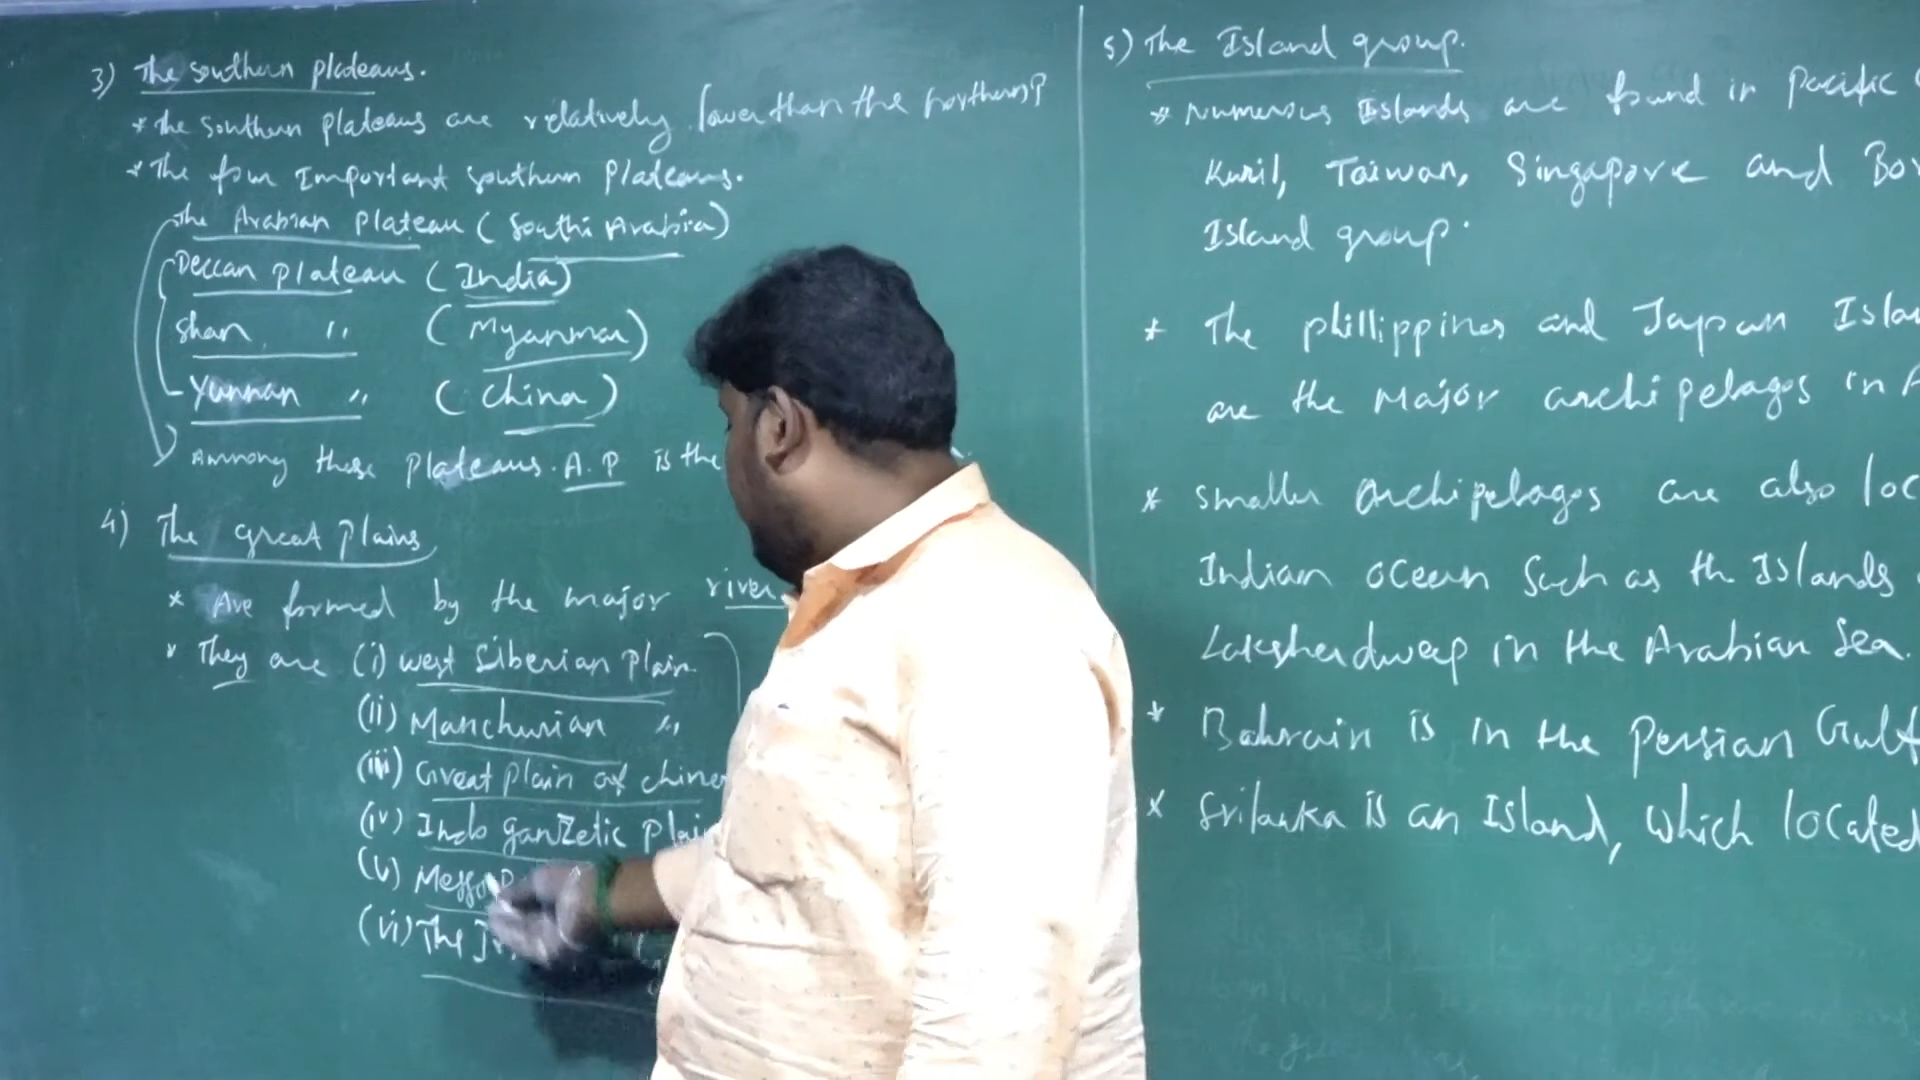 3) The Southern plateaus.
* The Southern plateaus are relatively lower than the northern P
* The four Important southern Plateaus.
The Arabian plateau (South Arabia)
Deccan plateau (India)
Shan " (Myanmar)
Yunnan " (China)
Among these plateaus. A.P is the
4) The great plains
* Are formed by the major river
* They are (i) west Siberian Plain.
(ii) Manchurian "
(iii) Great plain of china
(iv) Indo ganzetic plain
(v)
(vi) The
5) The Island group.
* Numerous Islands are found in pacific
Kuril, Taiwan, Singapore and
Island group.
* The phillippines and Japan
are the Major archipelagos in
* Smaller archipelagos are also
Indian ocean Such as th Islands
Lakshadweep in the Arabian Sea.
* Bahrain is in the Persian Gulf
* Srilanka is an Island, which located